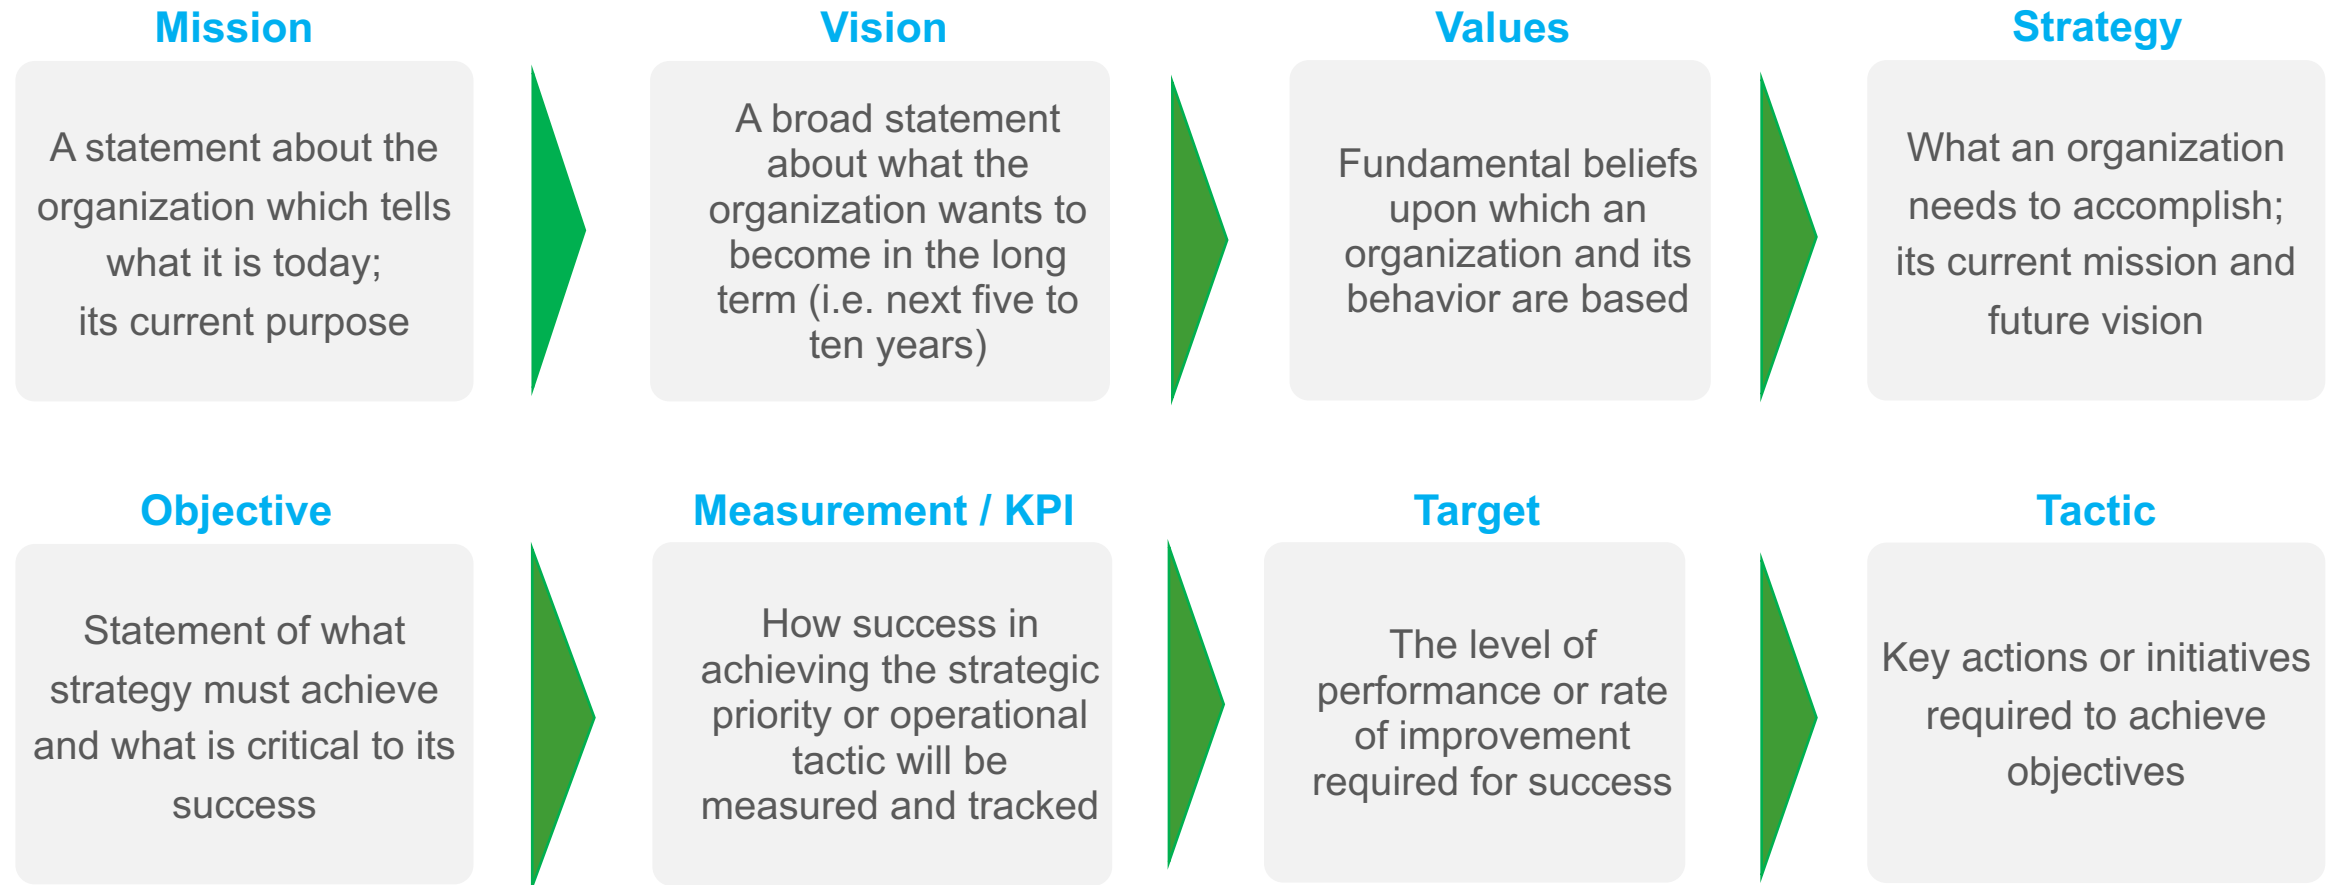 Mission
A statement about the
organization which tells
what it is today;
its current purpose
Vision
A broad statement
about what the
organization wants to
become in the long
term (i.e. next five to
ten years)
Values
Fundamental beliefs
upon which an
organization and its
behavior are based
Strategy
What an organization
needs to accomplish;
its current mission and
future vision
Objective
Statement of what
strategy must achieve
and what is critical to its
success
Measurement / KPI
How success in
achieving the strategic
priority or operational
tactic will be
measured and tracked
Target
The level of
performance or rate
of improvement
required for success
Tactic
Key actions or initiatives
required to achieve
objectives